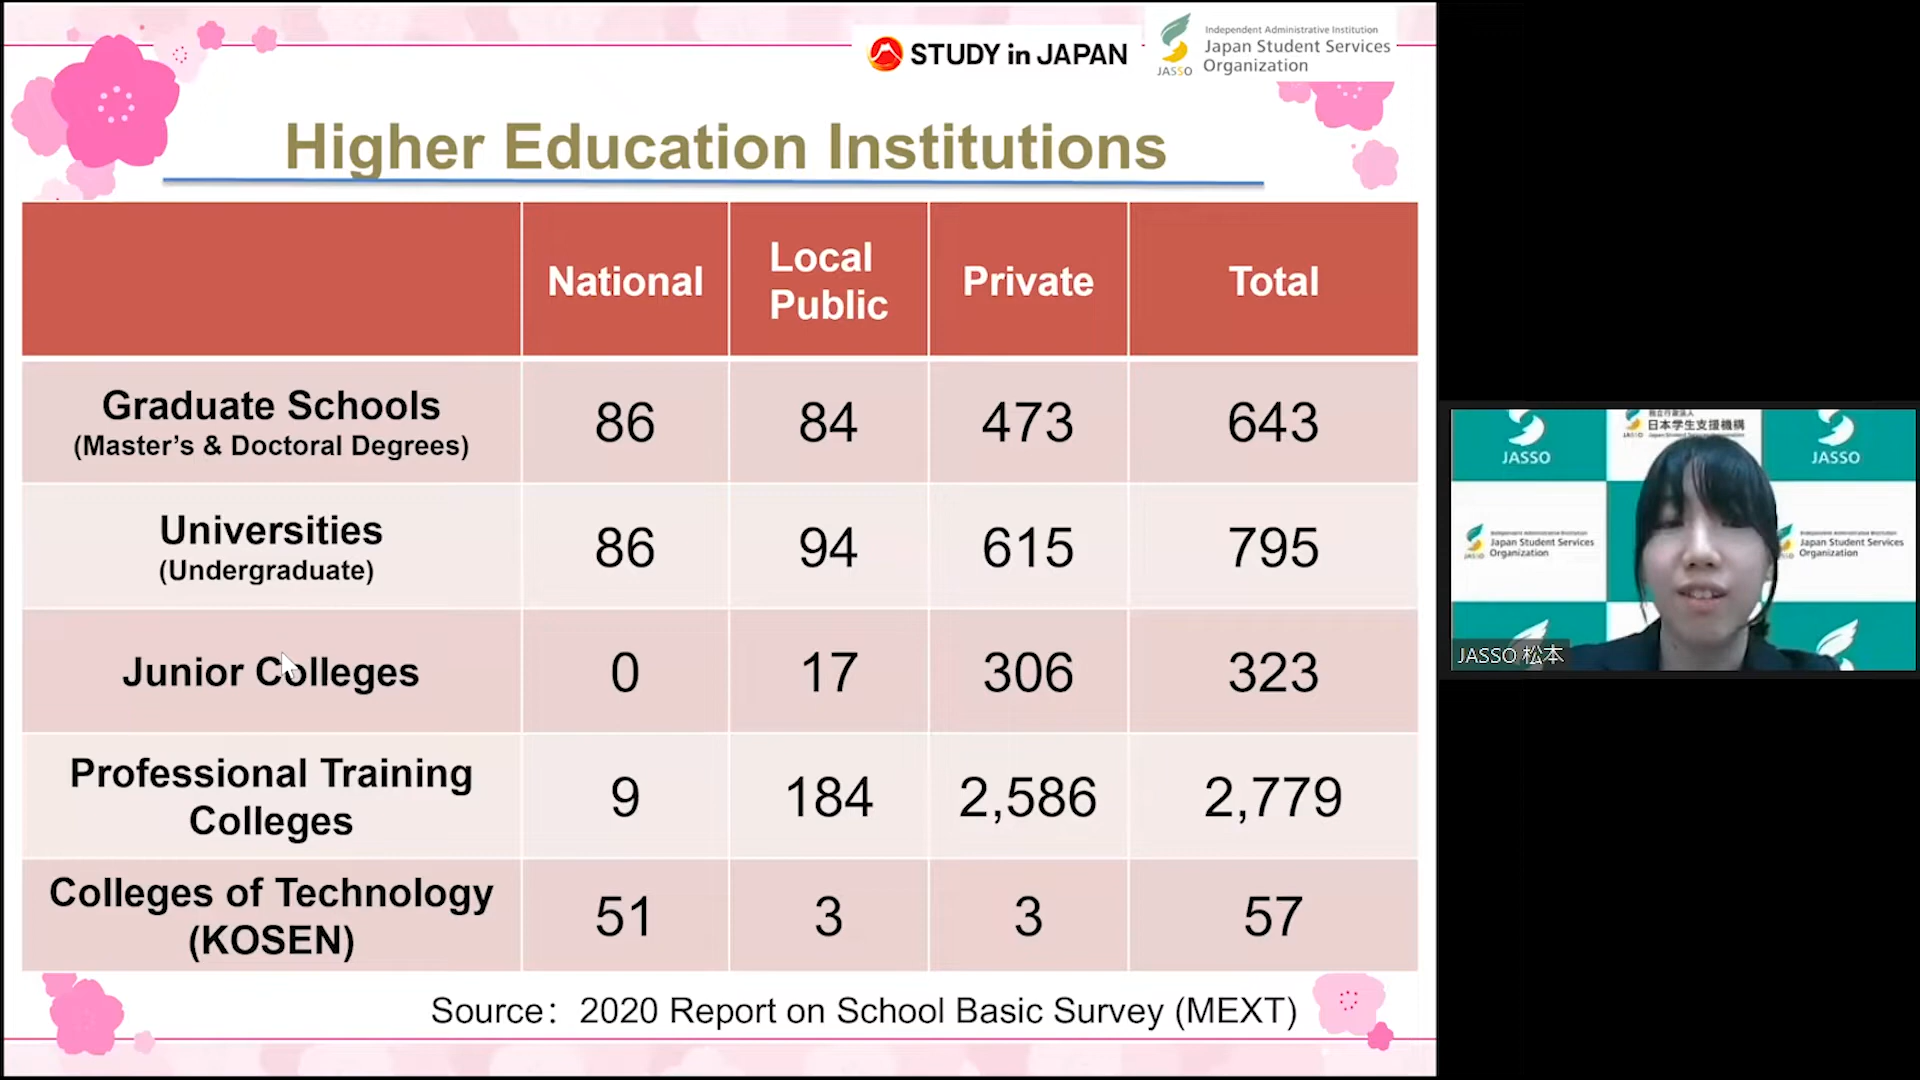 STUDY in JAPAN
Independent Administrative Institution
Japan Student Services
Organization
JASSO
Higher Education Institutions
National
Local
Public
Private
Total
Graduate Schools
(Master's & Doctoral Degrees)
86
84
473
643
Universities
(Undergraduate)
86
94
615
795
Junior Colleges
0
17
306
323
Professional Training
Colleges
9
184
2,586
2,779
Colleges of Technology
(KOSEN)
51
3
3
57
Source: 2020 Report on School Basic Survey (MEXT)
JASSO
独立行政法人
日本学生支援機構
JASSO
JASSO
Independent Administrative Institution
Japan Student Services
Organization
JASSO
Independent Administrative Institution
Japan Student Services
Organization
JASSO 松本